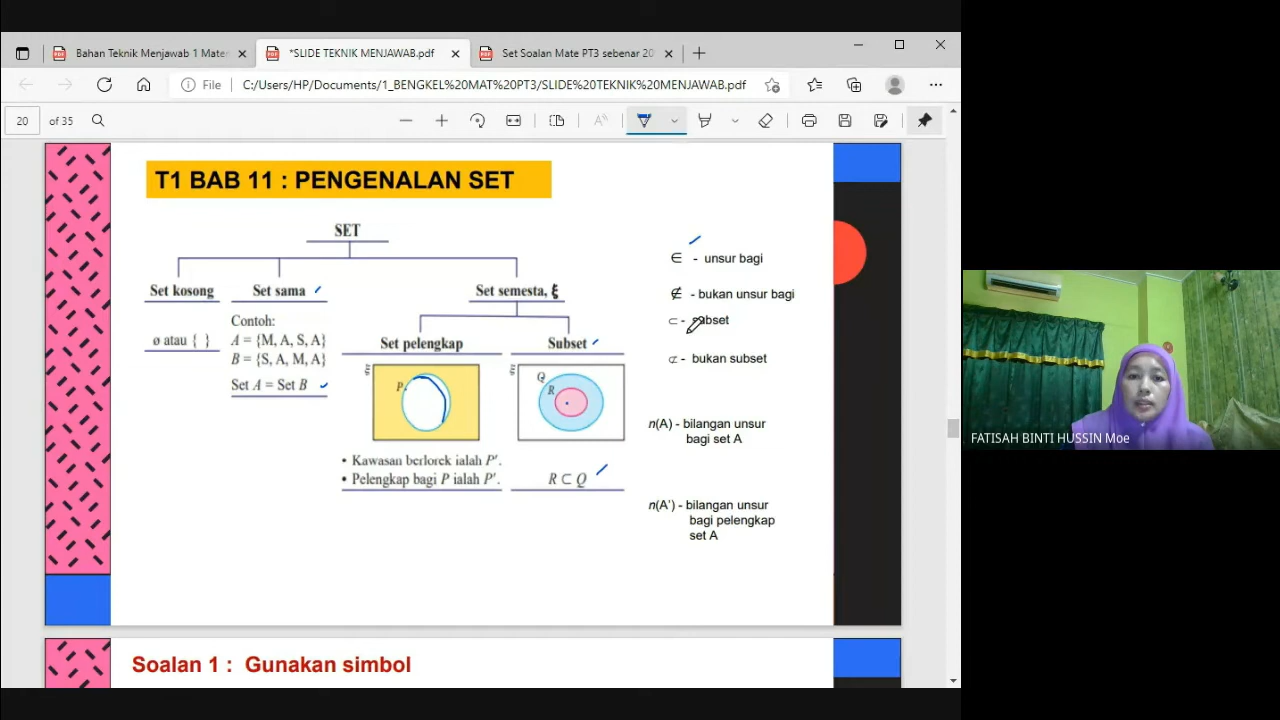 Bahan Teknik Menjawab 1 Mater
*SLIDE TEKNIK MENJAWAB.pdf
Set Soalan Mate PT3 sebenar 20
File C:/Users/HP/Documents/1_BENGKEL%20MAT%20PT3/SLIDE%20TEKNIK%20MENJAWAB.pdf
20 of 35
T1 BAB 11 : PENGENALAN SET
SET
Set kosong
ø atau { }
Set sama
Contoh:
A = {M, A, S, A}
B = {S, A, M, A}
Set A = Set B
Set semesta, ξ
Set pelengkap
ξ
P
• Kawasan berlorek ialah P'.
• Pelengkap bagi P ialah P'.
Subset
ξ
Q
R
R ⊂ Q
∈ - unsur bagi
∉ - bukan unsur bagi
⊂ - subset
⊄ - bukan subset
n(A) - bilangan unsur
bagi set A
n(A') - bilangan unsur
bagi pelengkap
set A
Soalan 1 : Gunakan simbol
FATISAH BINTI HUSSIN Moe